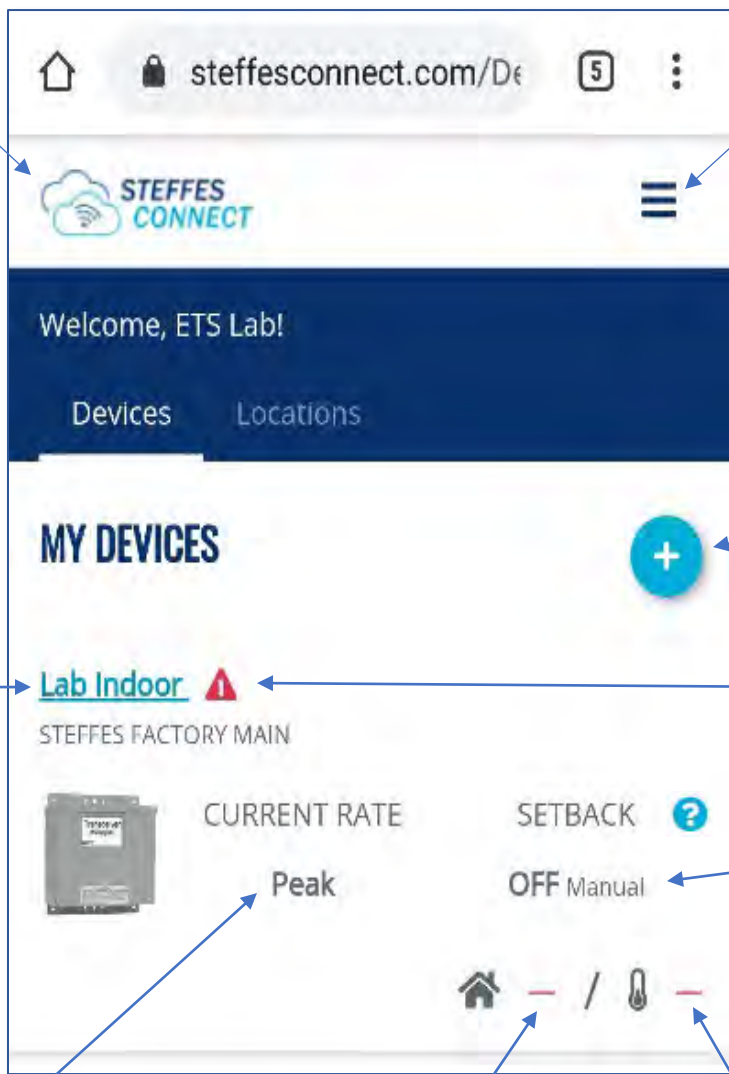 steffesconnect.com/De
5
STEFFES
CONNECT
Welcome, ETS Lab!
Devices Locations
MY DEVICES
+
Lab Indoor
STEFFES FACTORY MAIN
CURRENT RATE SETBACK ?
Peak OFF Manual
– / –